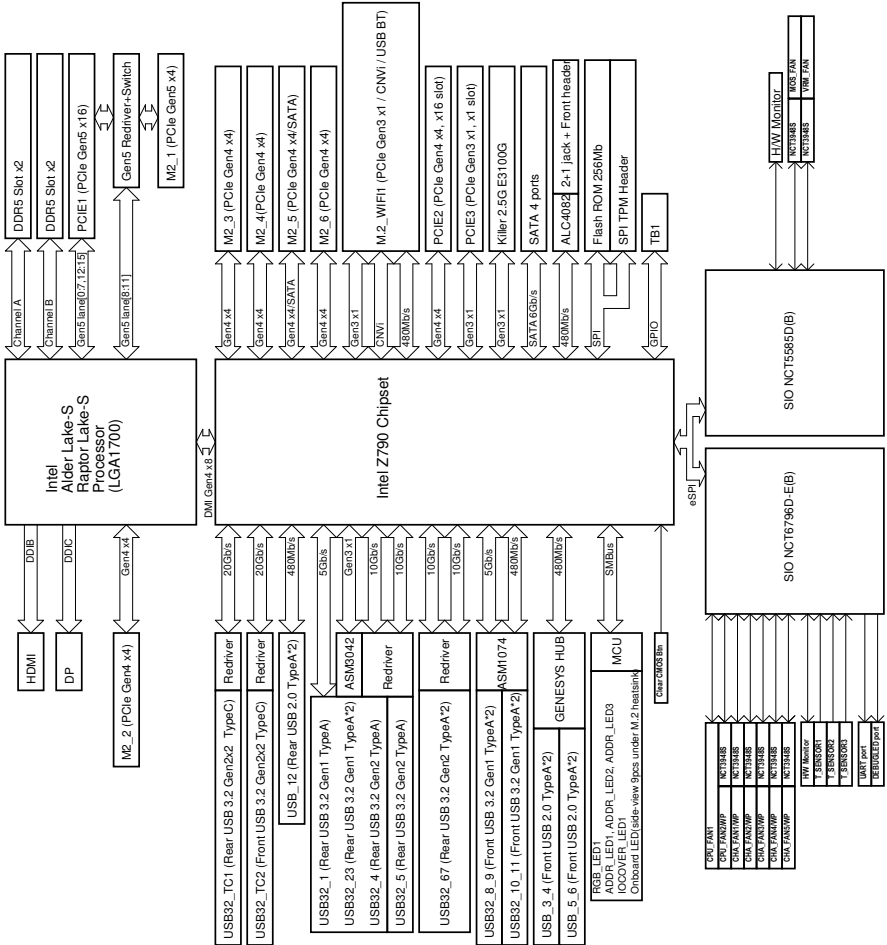 DDR5 Slot x2
DDR5 Slot x2
PCIE1 (PCIe Gen5 x16)
Gen5 Redriver+Switch
M2_1 (PCIe Gen5 x4)
Channel A
Channel B
Gen5 lane[0:7,12:15]
Gen5 lane[8:11]
Intel
Alder Lake-S
Raptor Lake-S
Processor
(LGA1700)
DDIB
DDIC
Gen4 x4
HDMI
DP
M2_2 (PCIe Gen4 x4)
DMI Gen4 x8
M2_3 (PCIe Gen4 x4)
M2_4(PCIe Gen4 x4)
M2_5 (PCIe Gen4 x4/SATA)
M2_6 (PCIe Gen4 x4)
M.2_WIFI1 (PCIe Gen3 x1 / CNVi / USB BT)
PCIE2 (PCIe Gen4 x4, x16 slot)
PCIE3 (PCIe Gen3 x1, x1 slot)
Killer 2.5G E3100G
SATA 4 ports
ALC4082
2+1 jack + Front header
Flash ROM 256Mb
SPI TPM Header
TB1
Gen4 x4
Gen4 x4
Gen4 x4/SATA
Gen4 x4
Gen3 x1
CNVi
480Mb/s
Gen4 x4
Gen3 x1
Gen3 x1
SATA 6Gb/s
480Mb/s
SPI
GPIO
Intel Z790 Chipset
20Gb/s
20Gb/s
480Mb/s
5Gb/s
Gen3 x1
10Gb/s
10Gb/s
10Gb/s
10Gb/s
5Gb/s
480Mb/s
480Mb/s
SMBus
USB32_TC1 (Rear USB 3.2 Gen2x2 TypeC)
Redriver
USB32_TC2 (Front USB 3.2 Gen2x2 TypeC)
Redriver
USB_12 (Rear USB 2.0 TypeA*2)
USB32_1 (Rear USB 3.2 Gen1 TypeA)
USB32_23 (Rear USB 3.2 Gen1 TypeA*2)
ASM3042
USB32_4 (Rear USB 3.2 Gen2 TypeA)
USB32_5 (Rear USB 3.2 Gen2 TypeA)
Redriver
USB32_67 (Rear USB 3.2 Gen2 TypeA*2)
Redriver
USB32_8_9 (Front USB 3.2 Gen1 TypeA*2)
USB32_10_11 (Front USB 3.2 Gen1 TypeA*2)
ASM1074
USB_3_4 (Front USB 2.0 TypeA*2)
USB_5_6 (Front USB 2.0 TypeA*2)
GENESYS HUB
RGB_LED1
ADDR_LED1, ADDR_LED2, ADDR_LED3
IOCOVER_LED1
Onboard LED(side-view 9pcs under M.2 heatsink)
MCU
Clear CMOS Btn
eSPI
SIO NCT6796D-E(B)
SIO NCT5585D(B)
H/W Monitor
NCT3948S
MOS_FAN
NCT3948S
VRM_FAN
CPU_FAN1
CPU_FAN2/WP
NCT3948S
CHA_FAN1/WP
NCT3948S
CHA_FAN2/WP
NCT3948S
CHA_FAN3/WP
NCT3948S
CHA_FAN4/WP
NCT3948S
CHA_FAN5/WP
NCT3948S
H/W Monitor
T_SENSOR1
T_SENSOR2
T_SENSOR3
UART port
DEBUGLED port